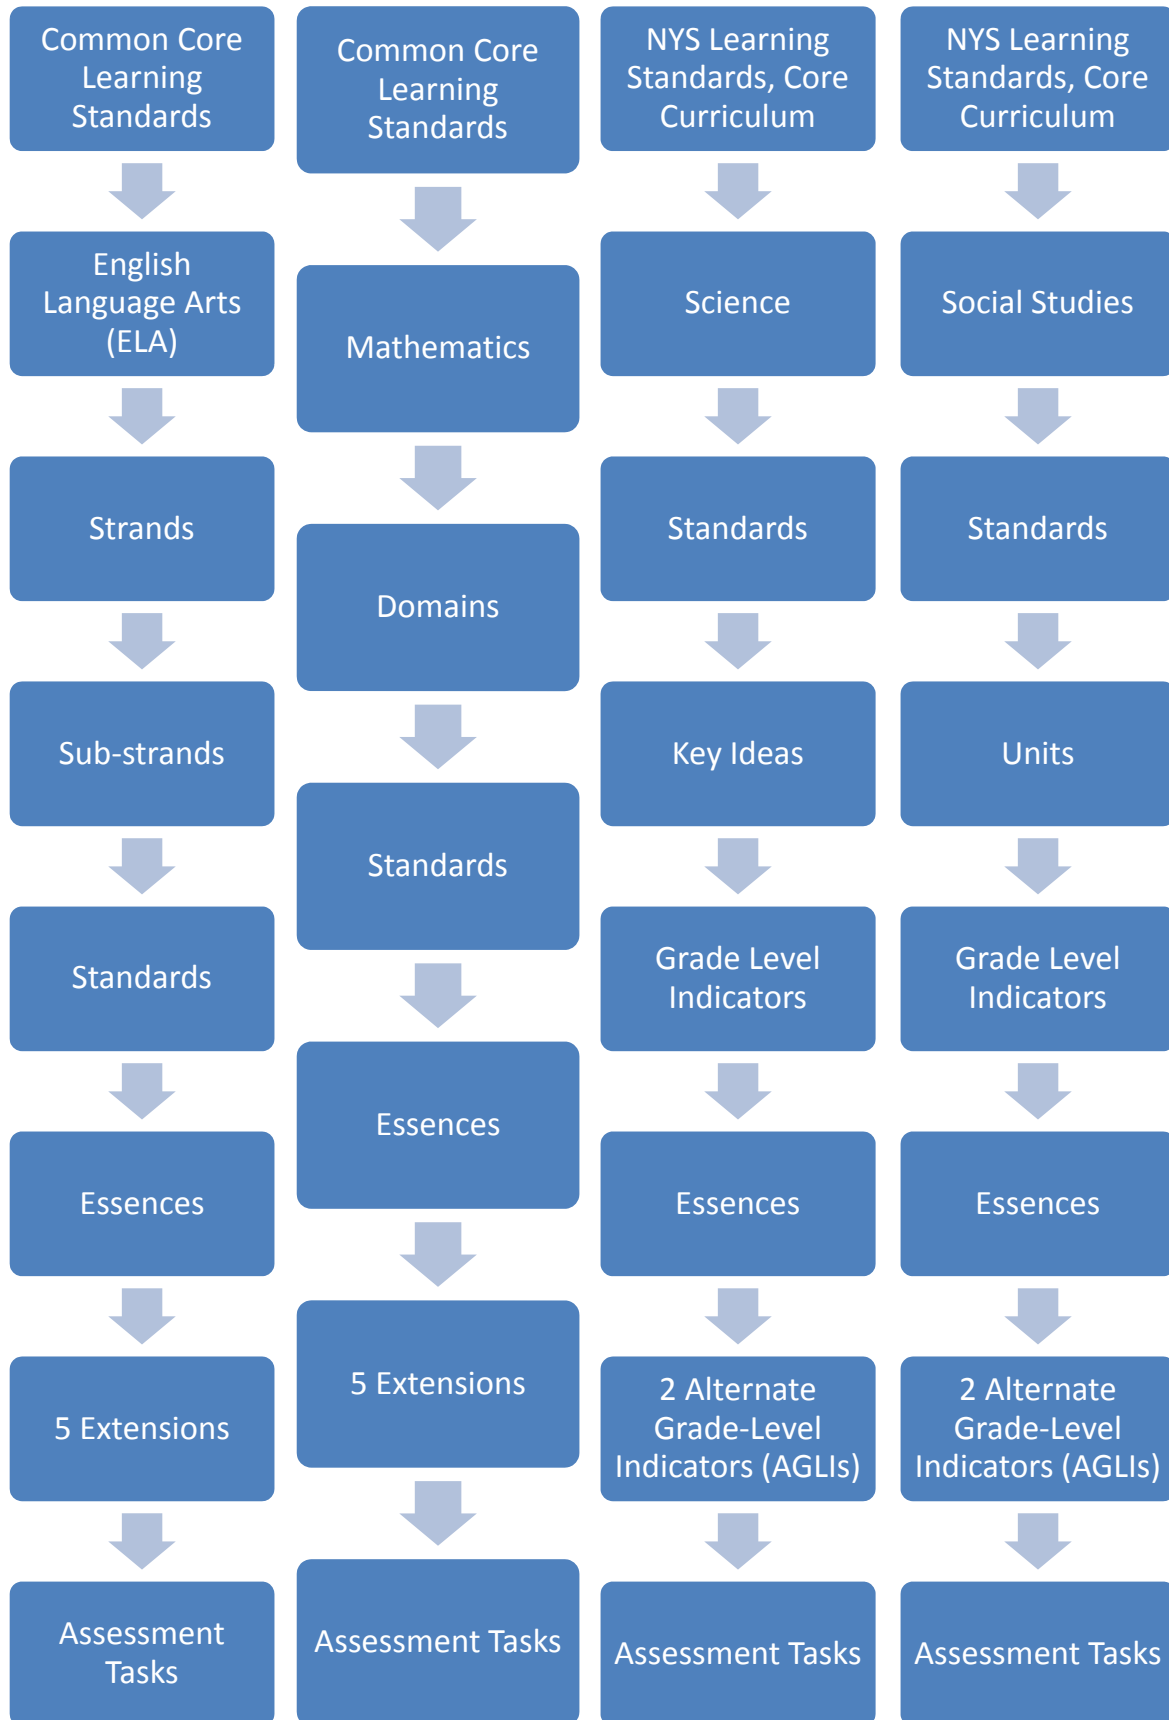 Common Core
Learning
Standards
English
Language Arts
(ELA)
Strands
Sub-strands
Standards
Essences
5 Extensions
Assessment
Tasks
Common Core
Learning
Standards
Mathematics
Domains
Standards
Essences
5 Extensions
Assessment Tasks
NYS Learning
Standards, Core
Curriculum
Science
Standards
Key Ideas
Grade Level
Indicators
Essences
2 Alternate
Grade-Level
Indicators (AGLIs)
Assessment Tasks
NYS Learning
Standards, Core
Curriculum
Social Studies
Standards
Units
Grade Level
Indicators
Essences
2 Alternate
Grade-Level
Indicators (AGLIs)
Assessment Tasks